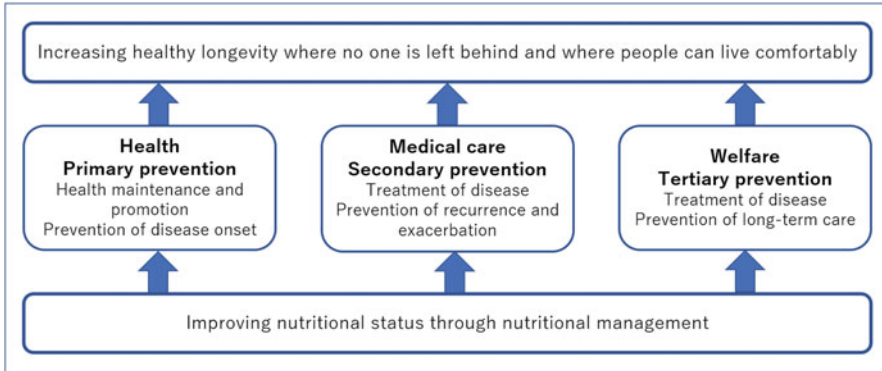 Increasing healthy longevity where no one is left behind and where people can live comfortably
Health
Primary prevention
Health maintenance and
promotion
Prevention of disease onset
Medical care
Secondary prevention
Treatment of disease
Prevention of recurrence and
exacerbation
Welfare
Tertiary prevention
Treatment of disease
Prevention of long-term care
Improving nutritional status through nutritional management